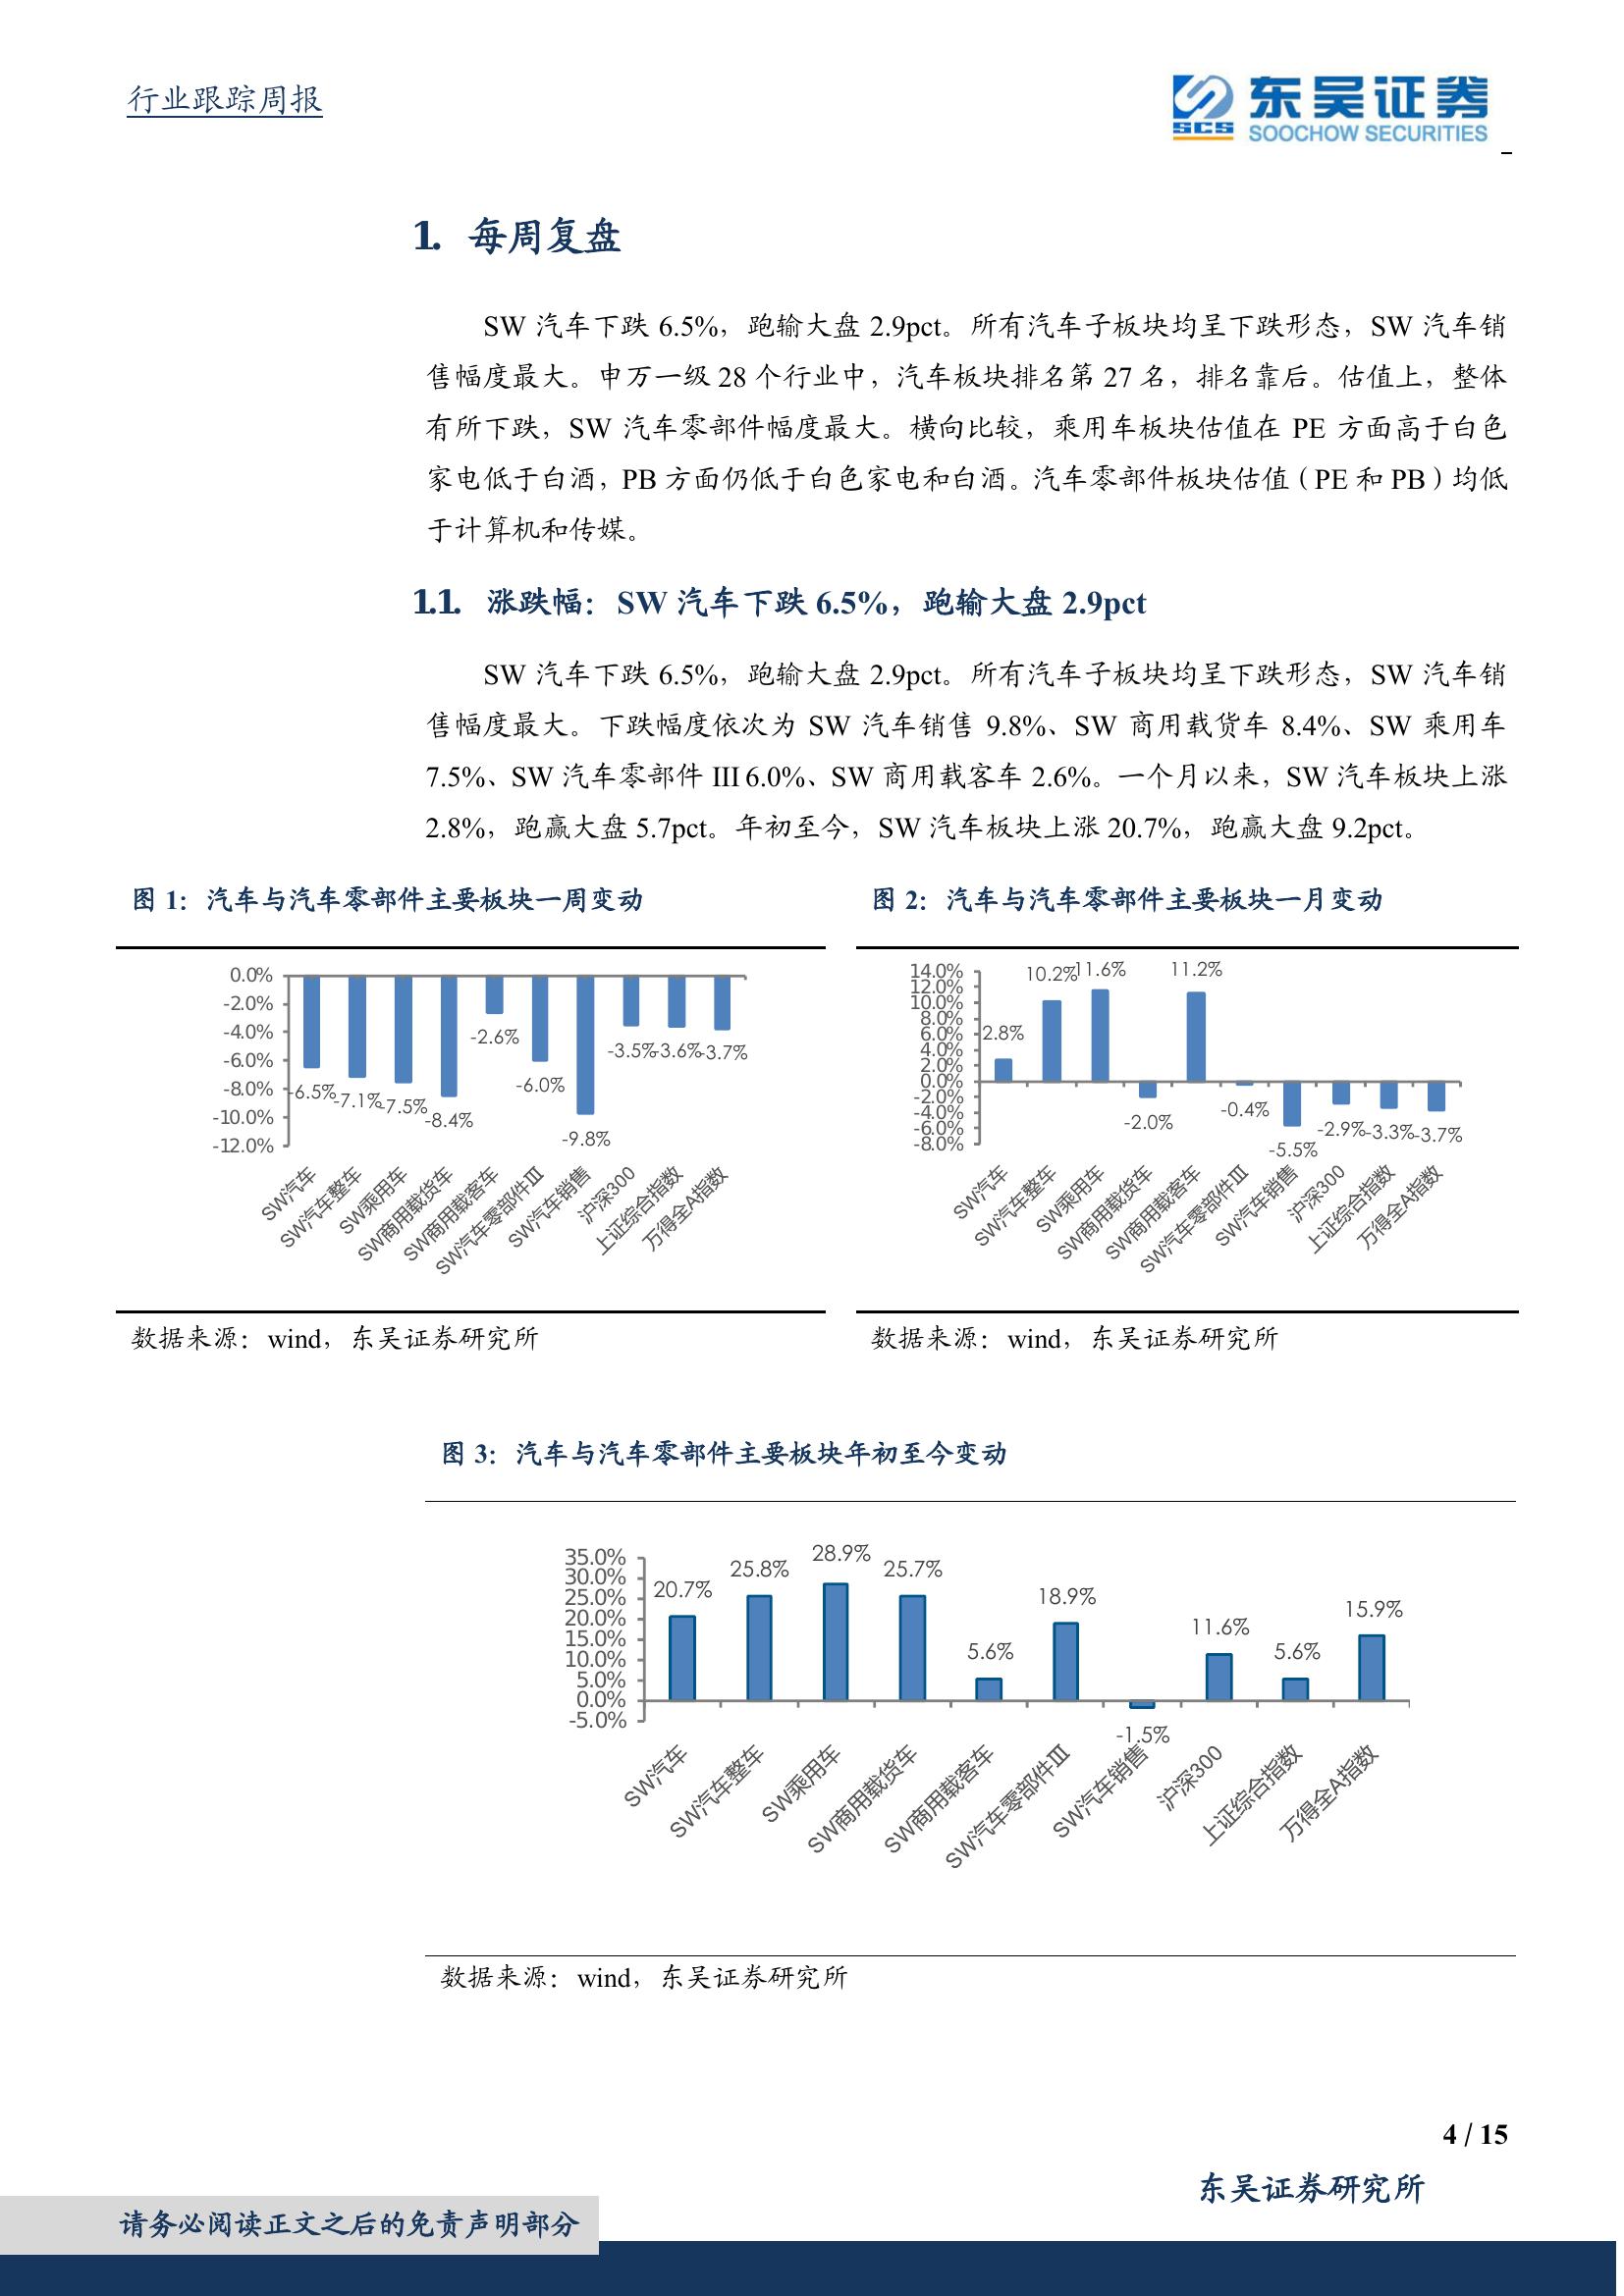 行业跟踪周报
SCS
东吴证券
SOOCHOW SECURITIES
1. 每周复盘
SW 汽车下跌 6.5%，跑输大盘 2.9pct。所有汽车子板块均呈下跌形态，SW 汽车销
售幅度最大。申万一级 28 个行业中，汽车板块排名第 27 名，排名靠后。估值上，整体
有所下跌，SW 汽车零部件幅度最大。横向比较，乘用车板块估值在 PE 方面高于白色
家电低于白酒，PB 方面仍低于白色家电和白酒。汽车零部件板块估值（PE 和 PB）均低
于计算机和传媒。
1.1. 涨跌幅：SW 汽车下跌 6.5%，跑输大盘 2.9pct
SW 汽车下跌 6.5%，跑输大盘 2.9pct。所有汽车子板块均呈下跌形态，SW 汽车销
售幅度最大。下跌幅度依次为 SW 汽车销售 9.8%、SW 商用载货车 8.4%、SW 乘用车
7.5%、SW 汽车零部件 III 6.0%、SW 商用载客车 2.6%。一个月以来，SW 汽车板块上涨
2.8%，跑赢大盘 5.7pct。年初至今，SW 汽车板块上涨 20.7%，跑赢大盘 9.2pct。
图 1：汽车与汽车零部件主要板块一周变动
0.0%
-2.0%
-4.0%
-6.0%
-8.0%
-10.0%
-12.0%
-6.5%
-7.1%
-7.5%
-8.4%
-2.6%
-6.0%
-9.8%
-3.5%
-3.6%
-3.7%
SW汽车
SW汽车整车
SW乘用车
SW商用载货车
SW商用载客车
SW汽车零部件Ⅲ
SW汽车销售
沪深300
上证综合指数
万得全A指数
数据来源：wind，东吴证券研究所
图 2：汽车与汽车零部件主要板块一月变动
14.0%
12.0%
10.0%
8.0%
6.0%
4.0%
2.0%
0.0%
-2.0%
-4.0%
-6.0%
-8.0%
2.8%
10.2%
11.6%
-2.0%
11.2%
-0.4%
-5.5%
-2.9%
-3.3%
-3.7%
SW汽车
SW汽车整车
SW乘用车
SW商用载货车
SW商用载客车
SW汽车零部件Ⅲ
SW汽车销售
沪深300
上证综合指数
万得全A指数
数据来源：wind，东吴证券研究所
图 3：汽车与汽车零部件主要板块年初至今变动
35.0%
30.0%
25.0%
20.0%
15.0%
10.0%
5.0%
0.0%
-5.0%
20.7%
25.8%
28.9%
25.7%
5.6%
18.9%
-1.5%
11.6%
5.6%
15.9%
SW汽车
SW汽车整车
SW乘用车
SW商用载货车
SW商用载客车
SW汽车零部件Ⅲ
SW汽车销售
沪深300
上证综合指数
万得全A指数
数据来源：wind，东吴证券研究所
4 / 15
东吴证券研究所
请务必阅读正文之后的免责声明部分